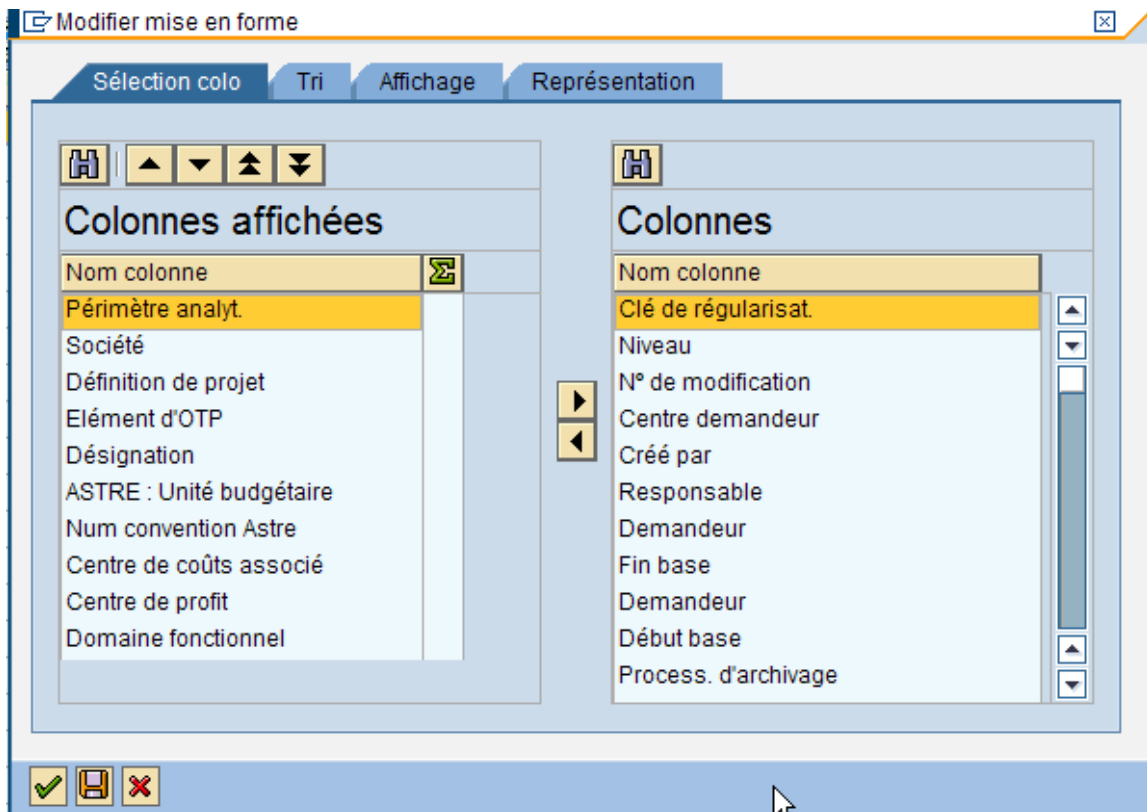 Modifier mise en forme
Sélection colo Tri Affichage Représentation
Colonnes affichées
Nom colonne
Périmètre analyt.
Société
Définition de projet
Elément d'OTP
Désignation
ASTRE : Unité budgétaire
Num convention Astre
Centre de coûts associé
Centre de profit
Domaine fonctionnel
Colonnes
Nom colonne
Clé de régularisat.
Niveau
Nº de modification
Centre demandeur
Créé par
Responsable
Demandeur
Fin base
Demandeur
Début base
Process. d'archivage